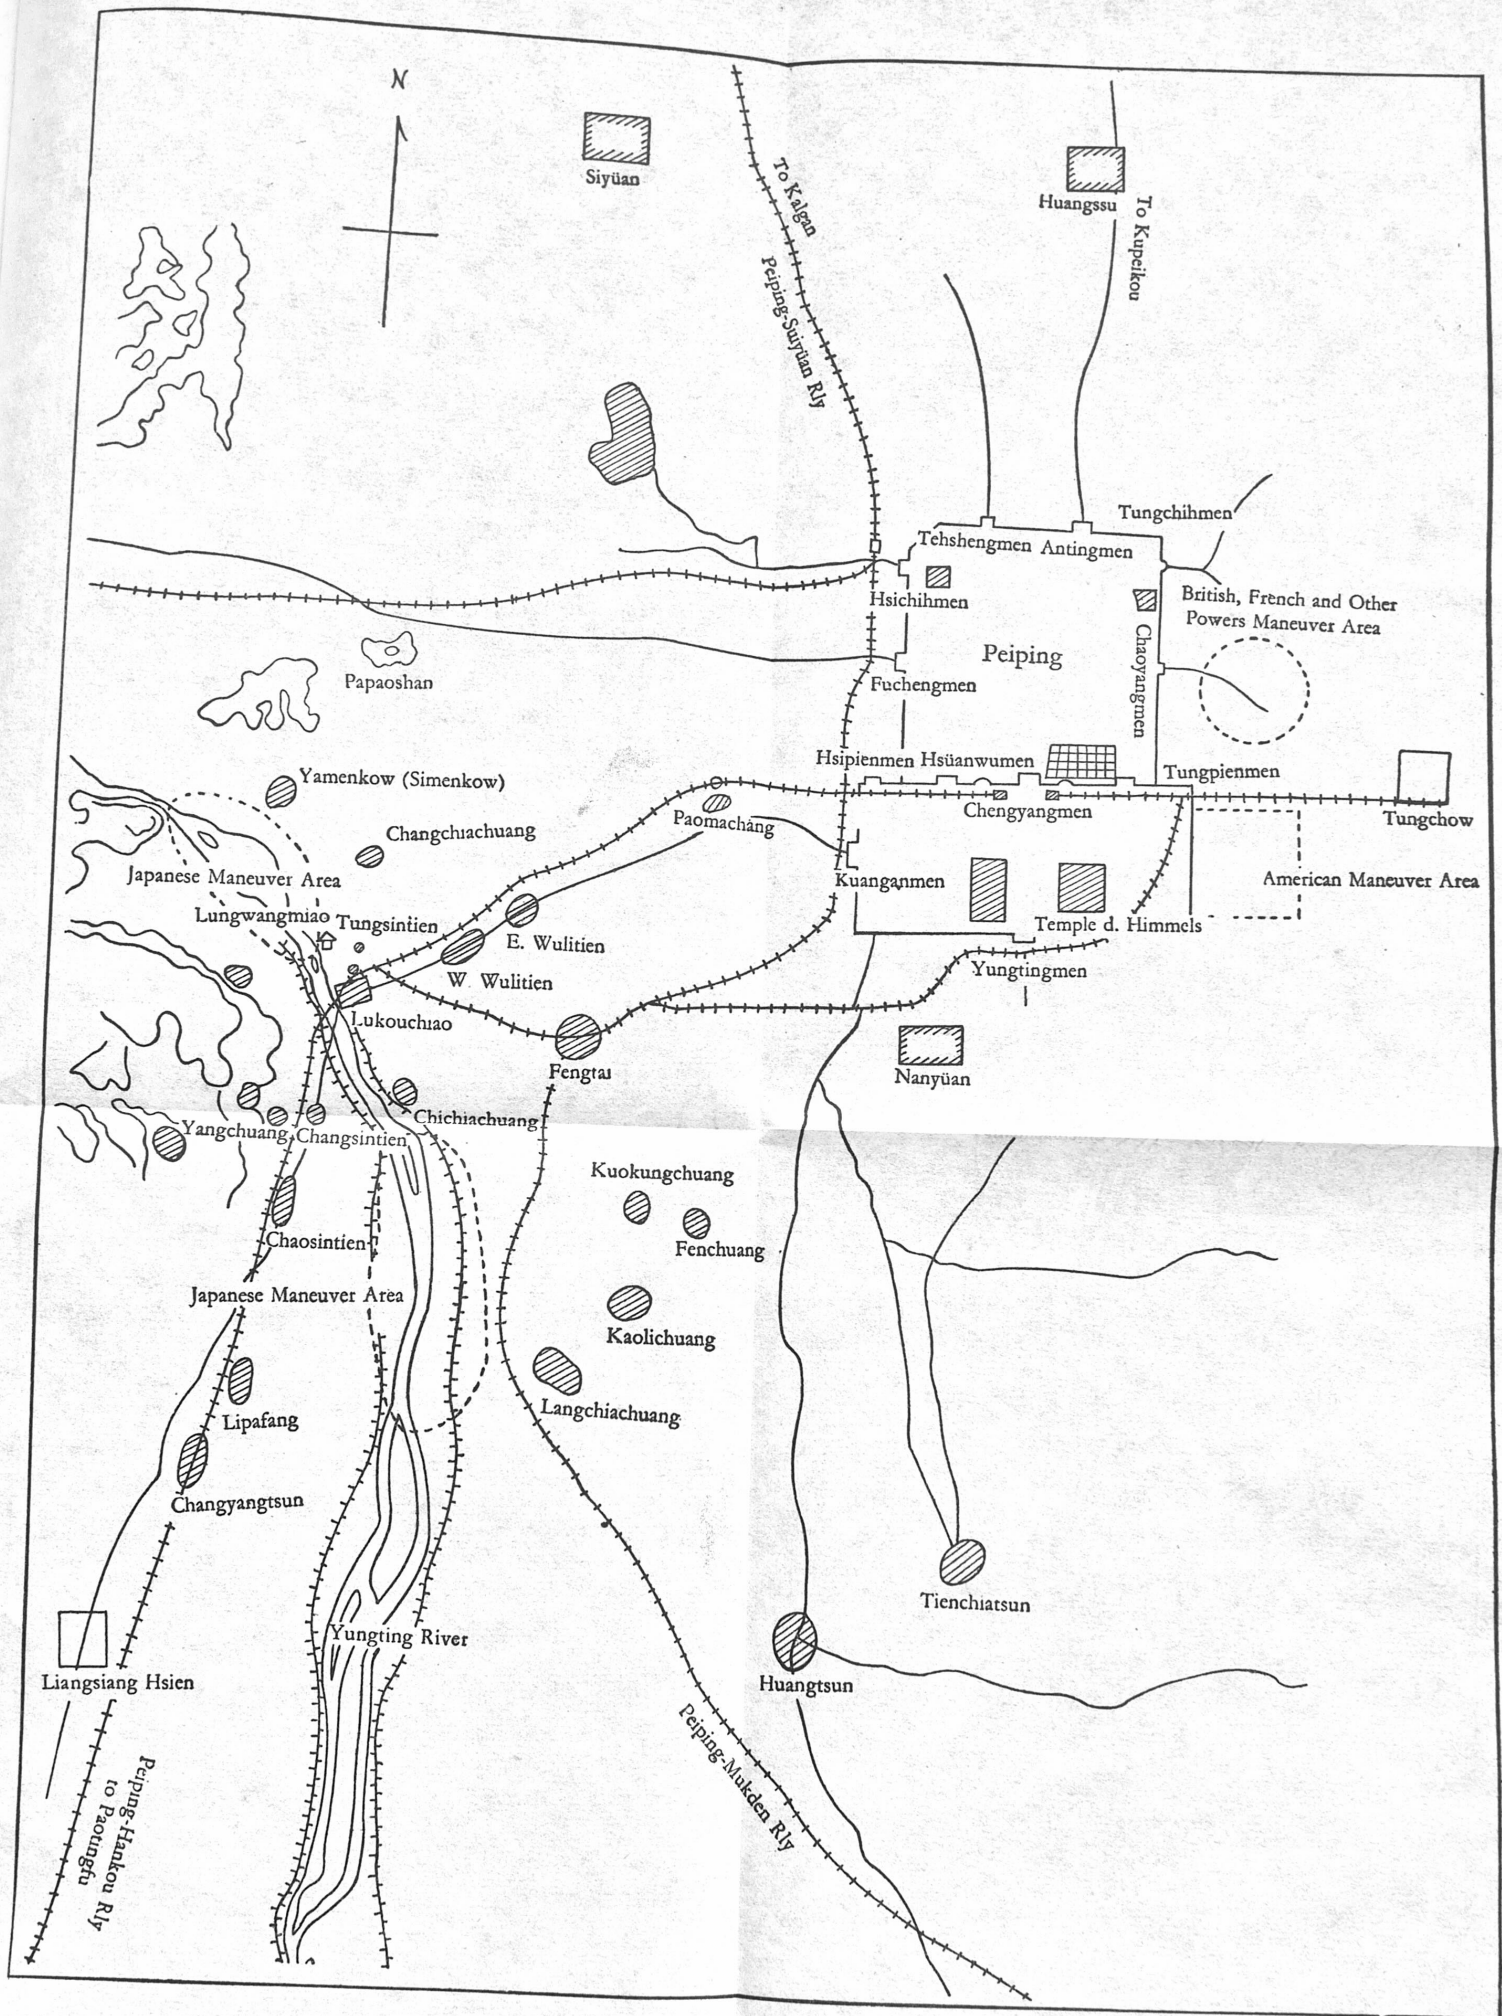 N
Siyüan
Huangssu
To Kalgan
Peiping-Suiyüan Rly
To Kupeikou
Tungchihmen
Tehshengmen Antingmen
Hsichihmen
British, French and Other
Powers Maneuver Area
Chaoyangmen
Peiping
Papaoshan
Fuchengmen
Hsipienmen Hsüanwumen
Tungpienmen
Yamenkow (Simenkow)
Paomachang
Chengyangmen
Tungchow
Changchiachuang
Japanese Maneuver Area
Kuanganmen
American Maneuver Area
Lungwangmiao
Tungsintien
Temple d. Himmels
E. Wulitien
W. Wulitien
Yungtingmen
Lukouchiao
Fengtai
Nanyüan
Chichiachuang
Yangchuang
Changsintien
Kuokungchuang
Chaosintien
Fenchuang
Japanese Maneuver Area
Kaolichuang
Lipafang
Langchiachuang
Changyangtsun
Tienchiatsun
Yungting River
Liangsiang Hsien
Huangtsun
Peiping-Mukden Rly
Peiping-Hankou Rly
to Paotingfu